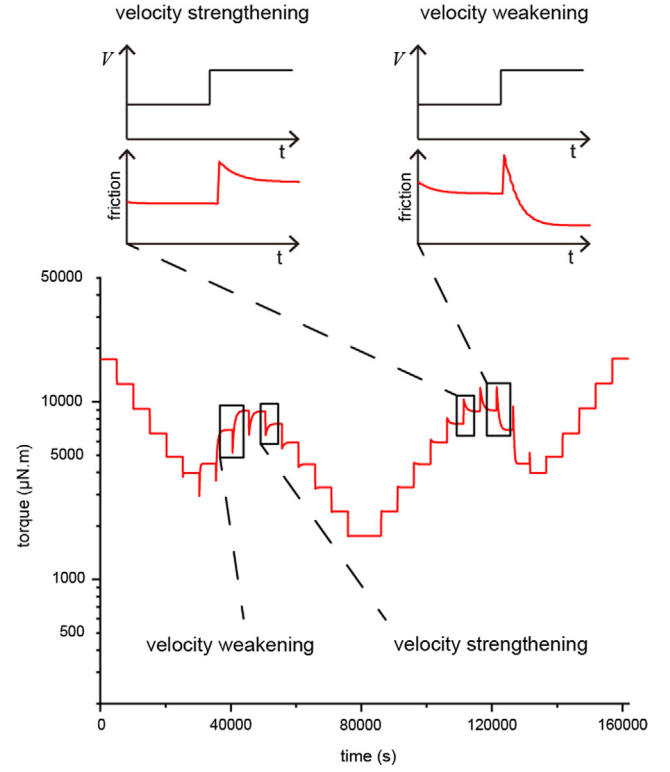 velocity strengthening
velocity weakening
V
t
V
t
friction
t
friction
t
50000
10000
5000
1000
500
torque (μN.m)
velocity weakening
velocity strengthening
0
40000
80000
120000
160000
time (s)